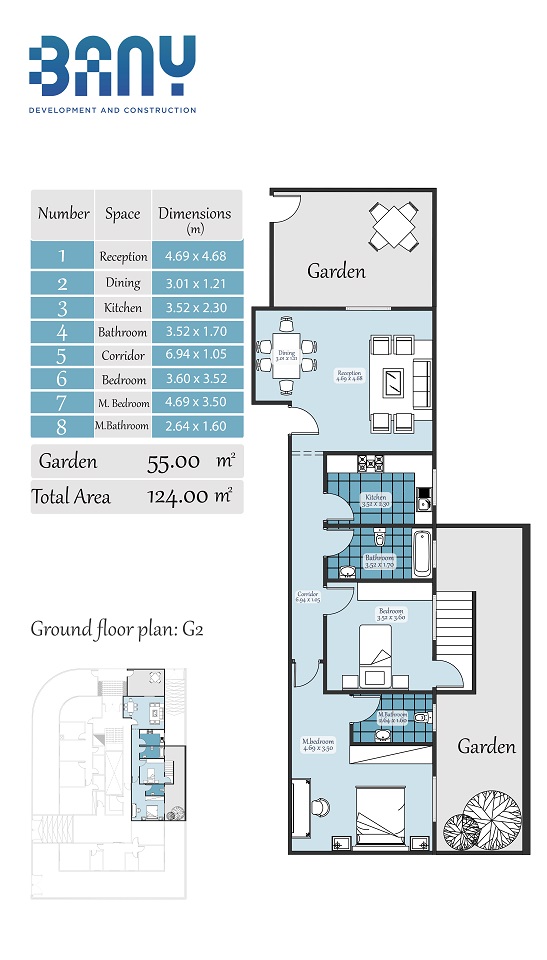 BANY
DEVELOPMENT AND CONSTRUCTION
Number Space Dimensions (m)
1 Reception 4.69 x 4.68
2 Dining 3.01 x 1.21
3 Kitchen 3.52 x 2.30
4 Bathroom 3.52 x 1.70
5 Corridor 6.94 x 1.05
6 Bedroom 3.60 x 3.52
7 M. Bedroom 4.69 x 3.50
8 M.Bathroom 2.64 x 1.60
Garden 55.00 m²
Total Area 124.00 m²
Ground floor plan: G2
Garden
Dining
3.01 x 1.21
Reception
4.69 x 4.68
Kitchen
3.52 x 2.30
Bathroom
3.52 x 1.70
Corridor
6.94 x 1.05
Bedroom
3.52 x 3.60
M.Bathroom
2.64 x 1.60
M.bedroom
4.69 x 3.50
Garden